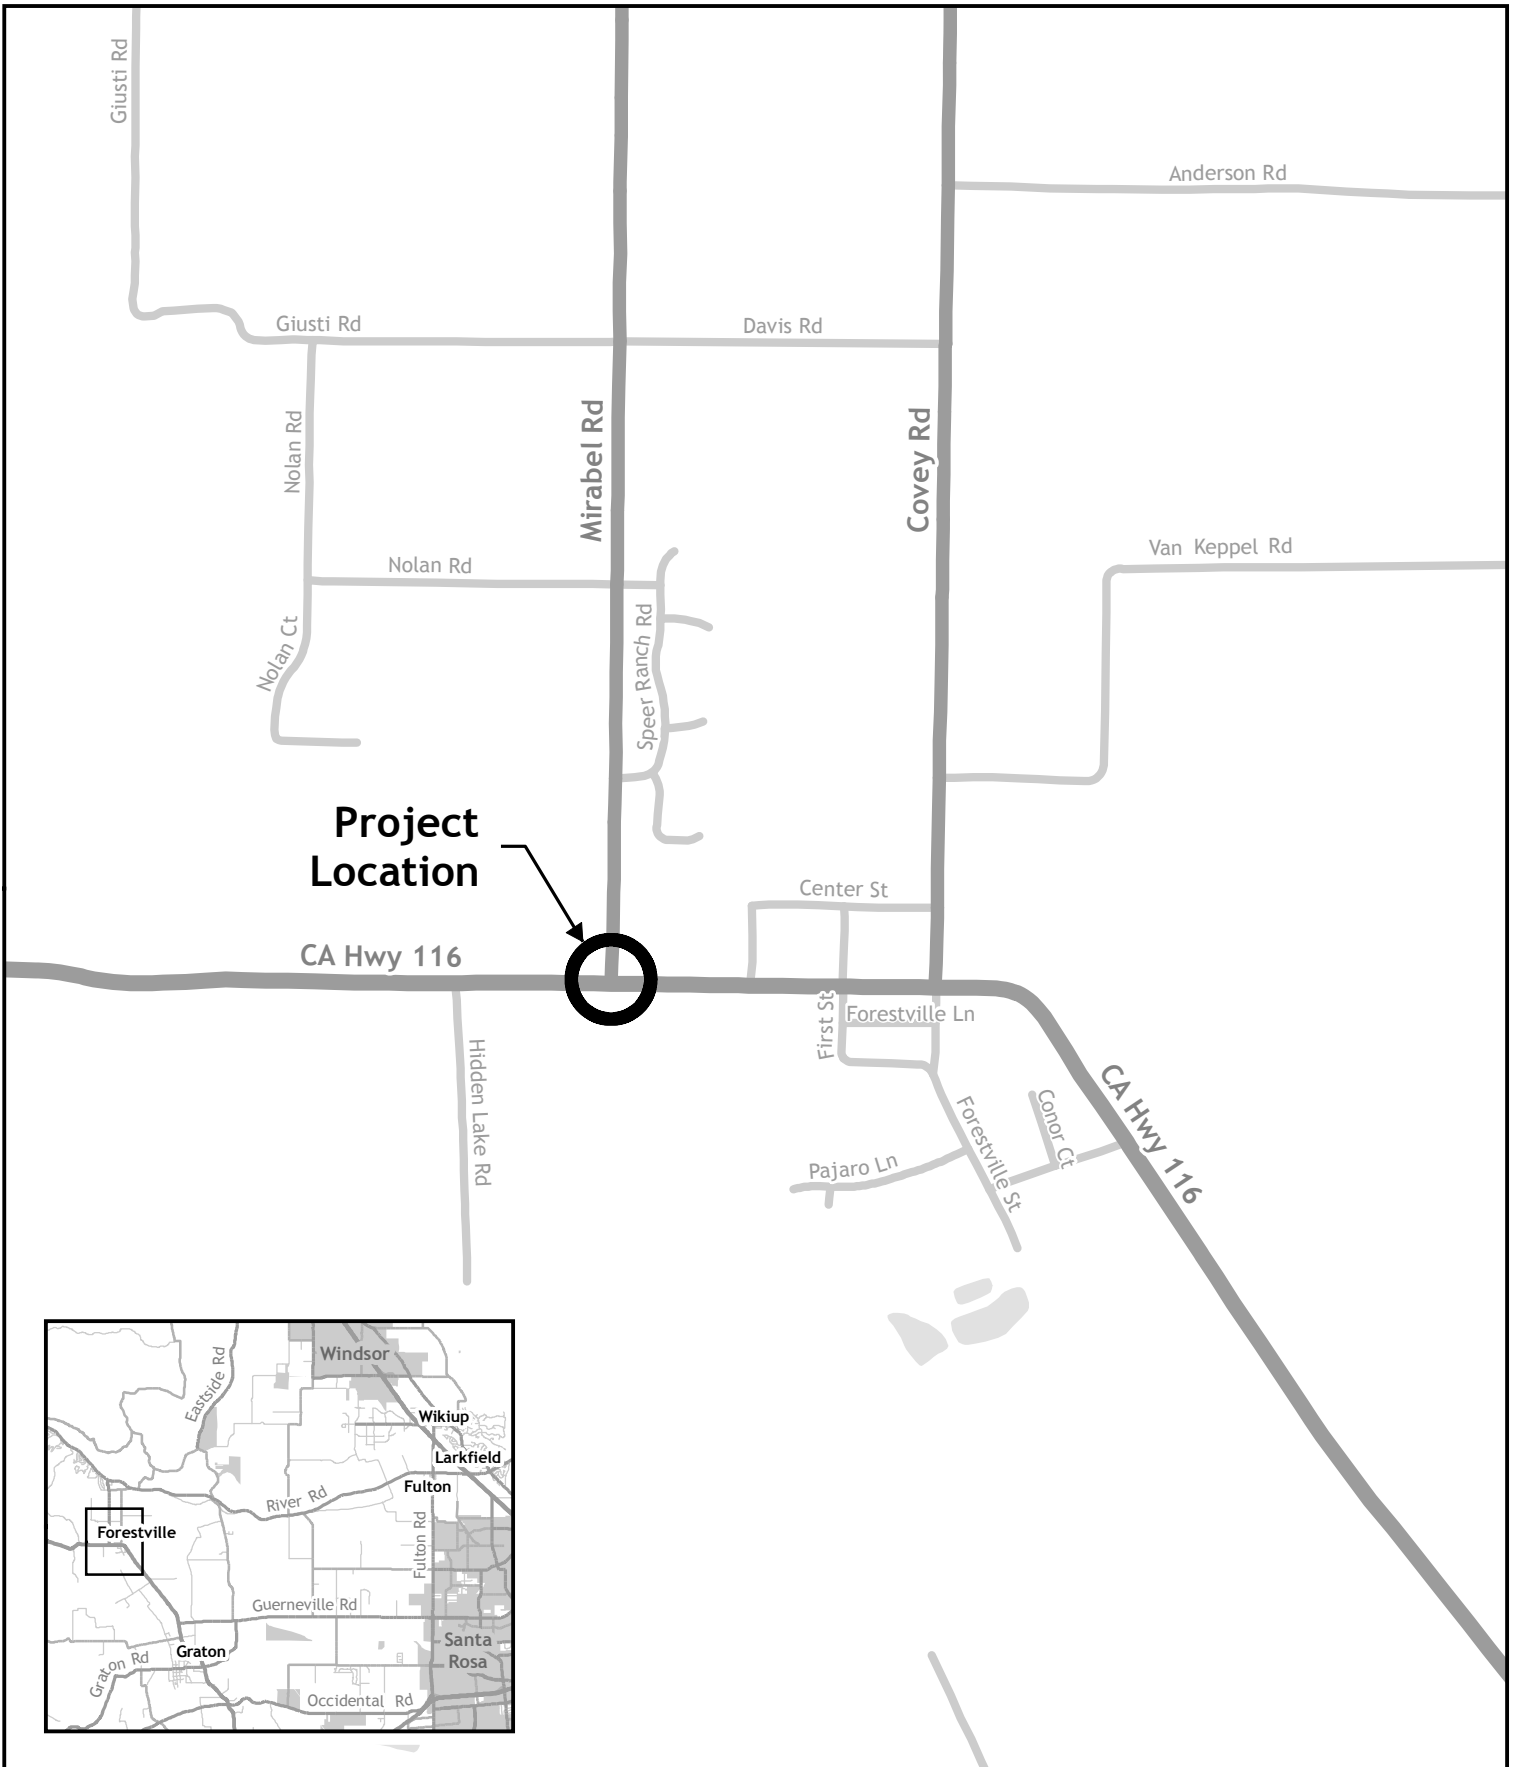 Giusti Rd
Anderson Rd
Giusti Rd
Davis Rd
Nolan Rd
Mirabel Rd
Covey Rd
Nolan Rd
Van Keppel Rd
Nolan Ct
Speer Ranch Rd
Project
Location
Center St
CA Hwy 116
First St
Forestville Ln
Hidden Lake Rd
Forestville St
Conor Ct
CA Hwy 116
Pajaro Ln
Windsor
Eastside Rd
Wikiup
Larkfield
Fulton
River Rd
Fulton Rd
Forestville
Guerneville Rd
Graton
Santa
Rosa
Graton Rd
Occidental Rd